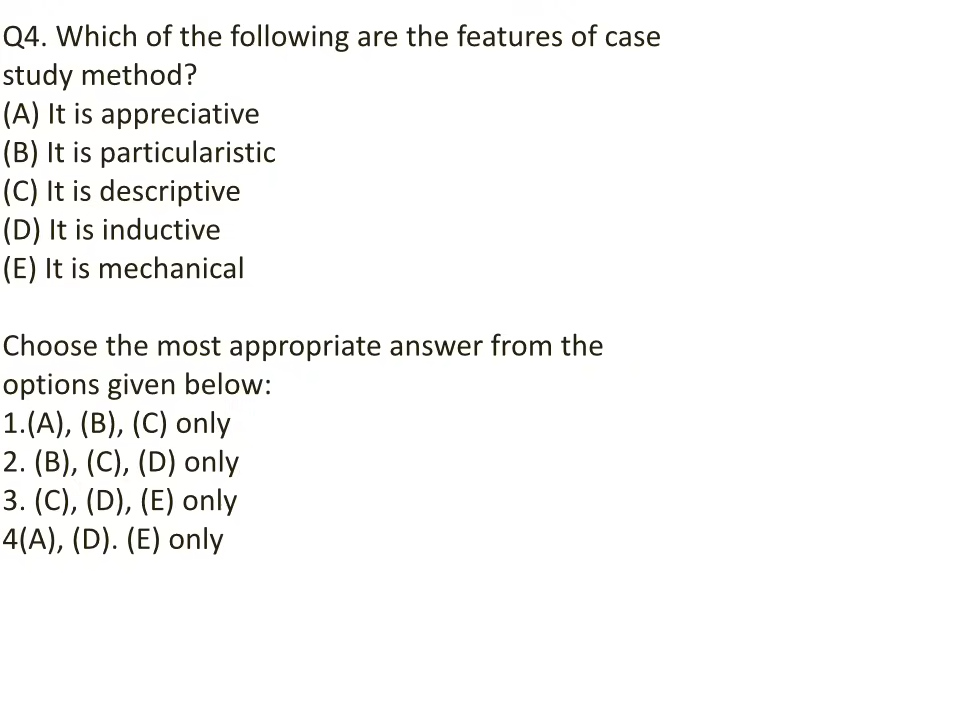 Q4. Which of the following are the features of case
study method?
(A) It is appreciative
(B) It is particularistic
(C) It is descriptive
(D) It is inductive
(E) It is mechanical
Choose the most appropriate answer from the
options given below:
1.(A), (B), (C) only
2. (B), (C), (D) only
3. (C), (D), (E) only
4(A), (D). (E) only